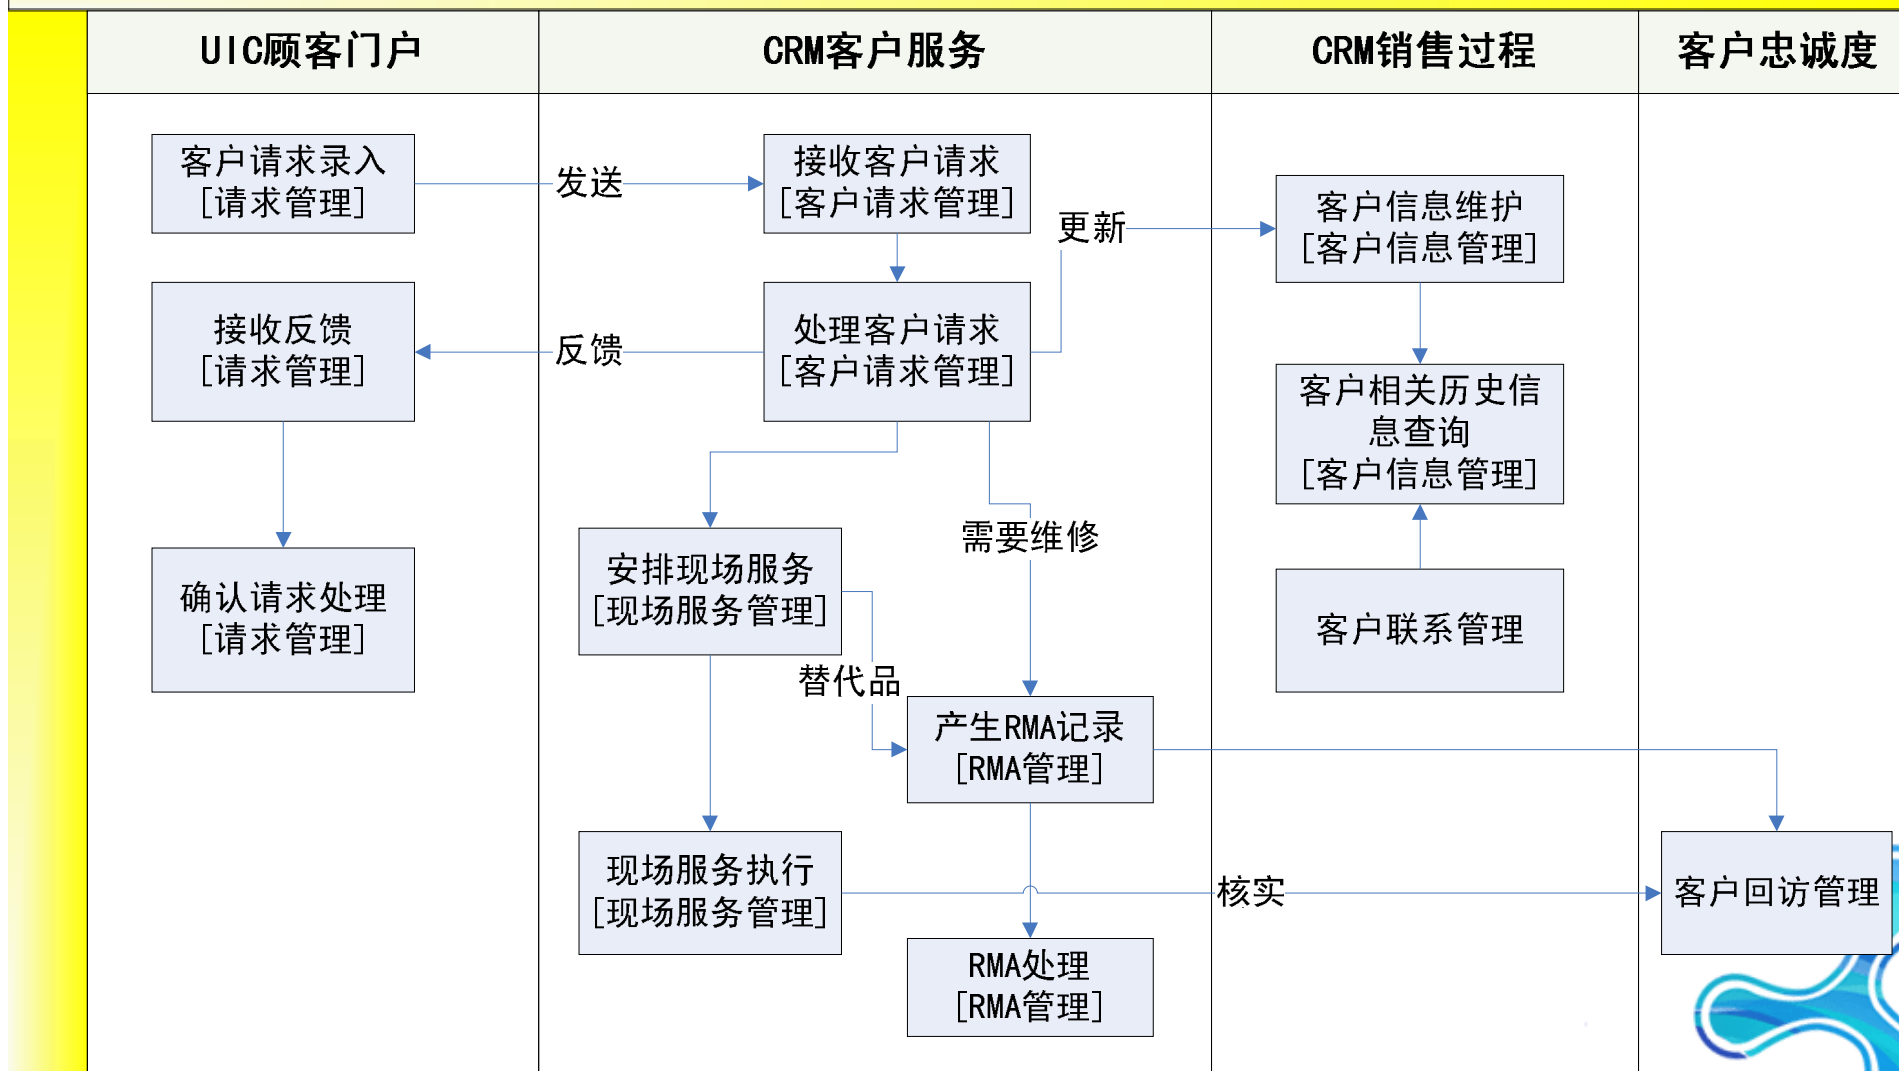 UIC顾客门户
CRM客户服务
CRM销售过程
客户忠诚度
客户请求录入
[请求管理]
发送
接收客户请求
[客户请求管理]
更新
客户信息维护
[客户信息管理]
接收反馈
[请求管理]
反馈
处理客户请求
[客户请求管理]
客户相关历史信
息查询
[客户信息管理]
确认请求处理
[请求管理]
安排现场服务
[现场服务管理]
需要维修
客户联系管理
替代品
产生RMA记录
[RMA管理]
现场服务执行
[现场服务管理]
核实
客户回访管理
RMA处理
[RMA管理]